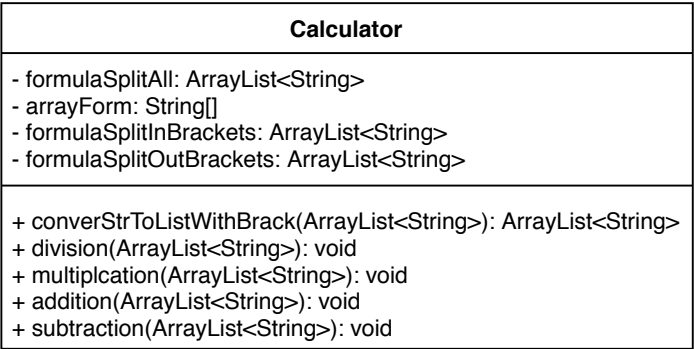 Calculator
- formulaSplitAll: ArrayList<String>
- arrayForm: String[]
- formulaSplitInBrackets: ArrayList<String>
- formulaSplitOutBrackets: ArrayList<String>
+ converStrToListWithBrack(ArrayList<String>): ArrayList<String>
+ division(ArrayList<String>): void
+ multiplcation(ArrayList<String>): void
+ addition(ArrayList<String>): void
+ subtraction(ArrayList<String>): void